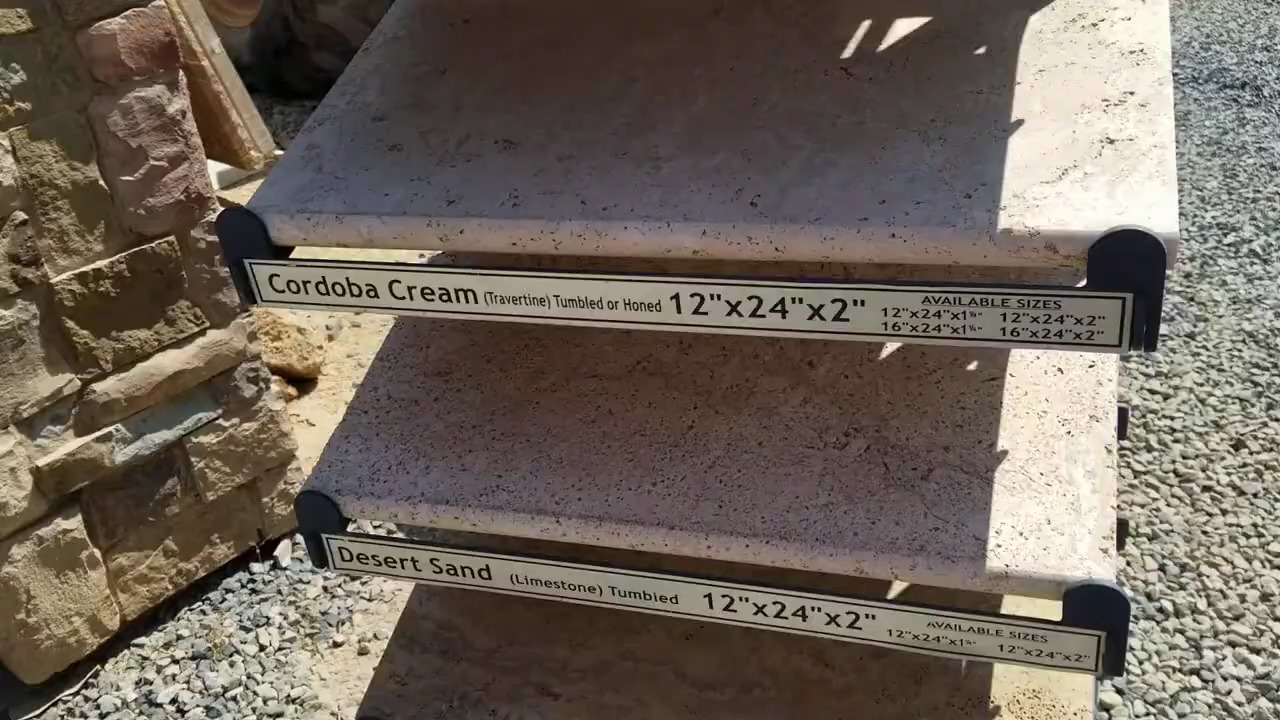 Cordoba Cream (Travertine) Tumbled or Honed 12"x24"x2"
AVAILABLE SIZES
12"x24"x1¼" 12"x24"x2"
16"x24"x1¼" 16"x24"x2"
Desert Sand (Limestone) Tumbled 12"x24"x2"
AVAILABLE SIZES
12"x24"x1¼" 12"x24"x2"